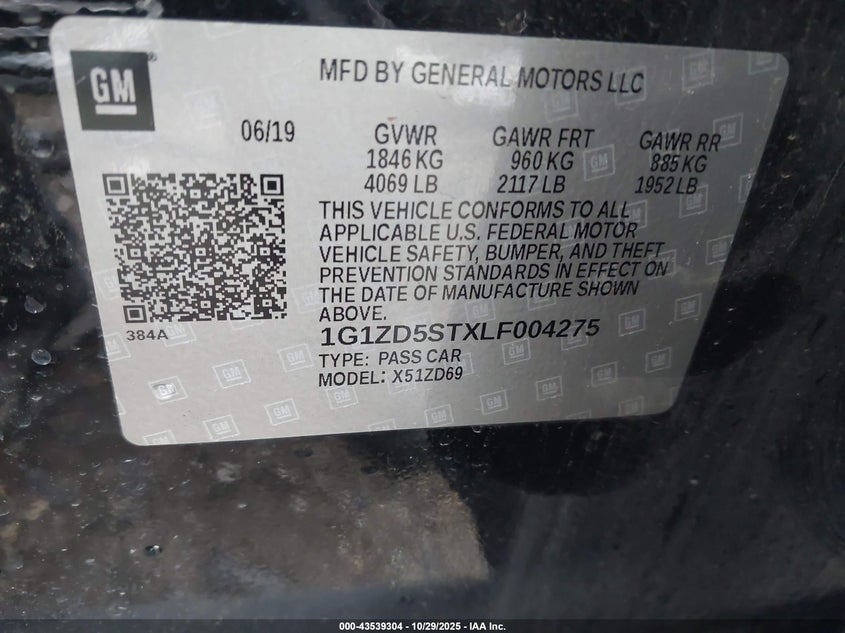 GM
MFD BY GENERAL MOTORS LLC
06/19 GVWR GAWR FRT GAWR RR
1846 KG 960 KG 885 KG
4069 LB 2117 LB 1952 LB
THIS VEHICLE CONFORMS TO ALL
APPLICABLE U.S. FEDERAL MOTOR
VEHICLE SAFETY, BUMPER, AND THEFT
PREVENTION STANDARDS IN EFFECT ON
THE DATE OF MANUFACTURE SHOWN
ABOVE.
384A
1G1ZD5STXLF004275
TYPE: PASS CAR
MODEL: X51ZD69
000-43539304 - 10/29/2025 - IAA Inc.